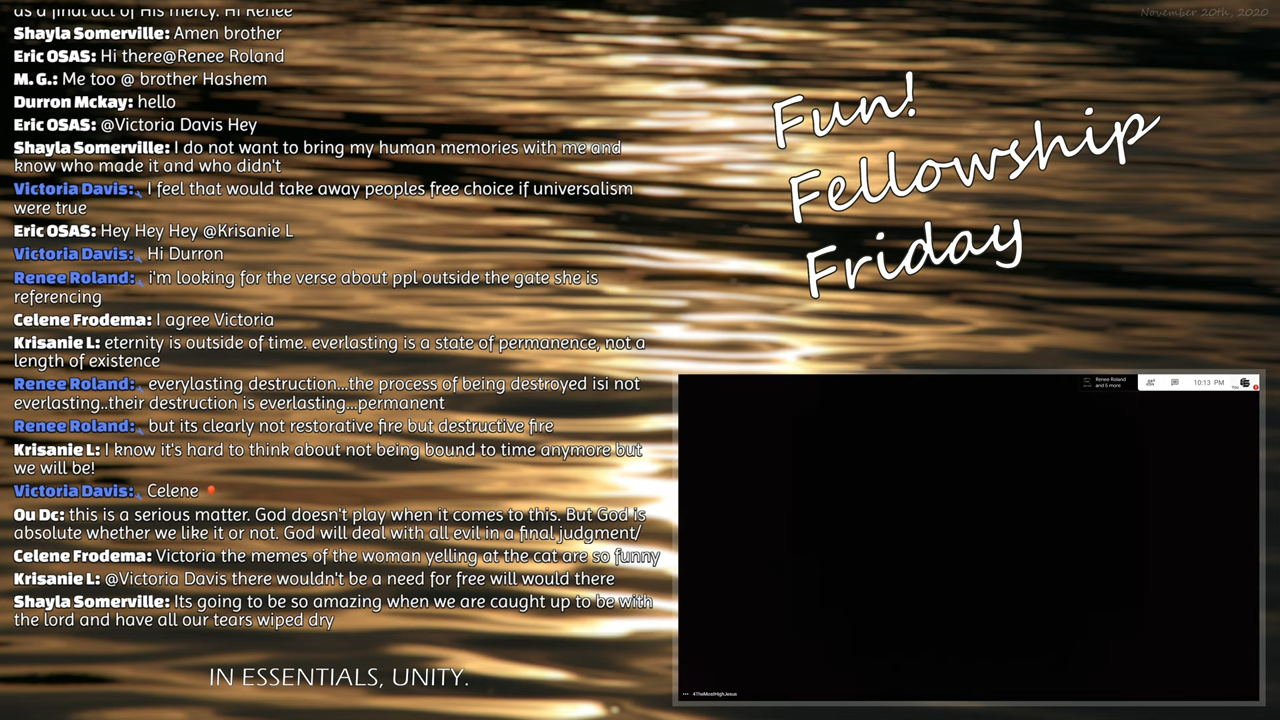 as a final act of His mercy. Hi Renee
Shayla Somerville: Amen brother
Eric OSAS: Hi there@Renee Roland
M. G.: Me too @ brother Hashem
Durron Mckay: hello
Eric OSAS: @Victoria Davis Hey
Shayla Somerville: I do not want to bring my human memories with me and
know who made it and who didn't
Victoria Davis: I feel that would take away peoples free choice if universalism
were true
Eric OSAS: Hey Hey Hey @Krisanie L
Victoria Davis: Hi Durron
Renee Roland: i'm looking for the verse about ppl outside the gate she is
referencing
Celene Frodema: I agree Victoria
Krisanie L: eternity is outside of time. everlasting is a state of permanence, not a
length of existence
Renee Roland: everylasting destruction...the process of being destroyed isi not
everlasting..their destruction is everlasting...permanent
Renee Roland: but its clearly not restorative fire but destructive fire
Krisanie L: I know it's hard to think about not being bound to time anymore but
we will be!
Victoria Davis: Celene
Ou Dc: this is a serious matter. God doesn't play when it comes to this. But God is
absolute whether we like it or not. God will deal with all evil in a final judgment/
Celene Frodema: Victoria the memes of the woman yelling at the cat are so funny
Krisanie L: @Victoria Davis there wouldn't be a need for free will would there
Shayla Somerville: Its going to be so amazing when we are caught up to be with
the lord and have all our tears wiped dry
IN ESSENTIALS, UNITY.
November 20th, 2020
Fun!
Fellowship
Friday
Renee Roland
and 5 more
10:13 PM
You
4TheMostHighJesus